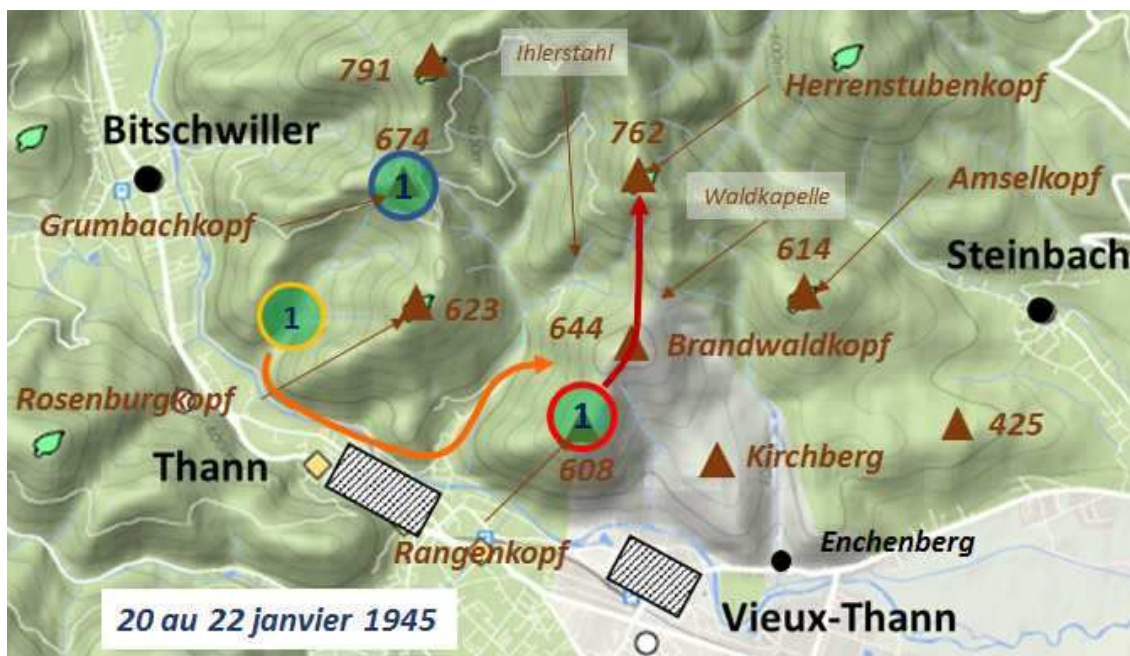 791
Ihlerstahl
Herrenstubenkopf
Bitschwiller
674
762
1
Amselkopf
Grumbachkopf
Waldkapelle
614
Steinbach
1
623
644
Brandwaldkopf
Rosenburgkopf
1
425
Thann
608
Kirchberg
Rangenkopf
Enchenberg
20 au 22 janvier 1945
Vieux-Thann